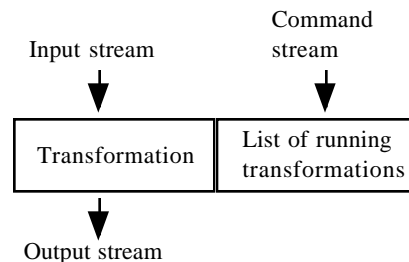 Command
stream
Input stream
Transformation
List of running
transformations
Output stream